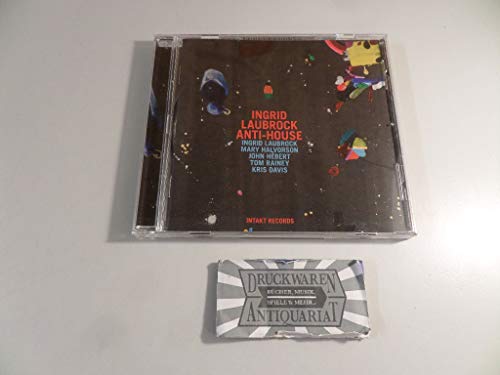 INGRID
LAUBROCK
ANTI-HOUSE
INGRID LAUBROCK
MARY HALVORSON
JOHN HÉBERT
TOM RAINEY
KRIS DAVIS
INTAKT RECORDS
DRUCKWAREN
BÜCHER, MUSIK,
SPIELE & MEHR...
ANTIQUARIAT